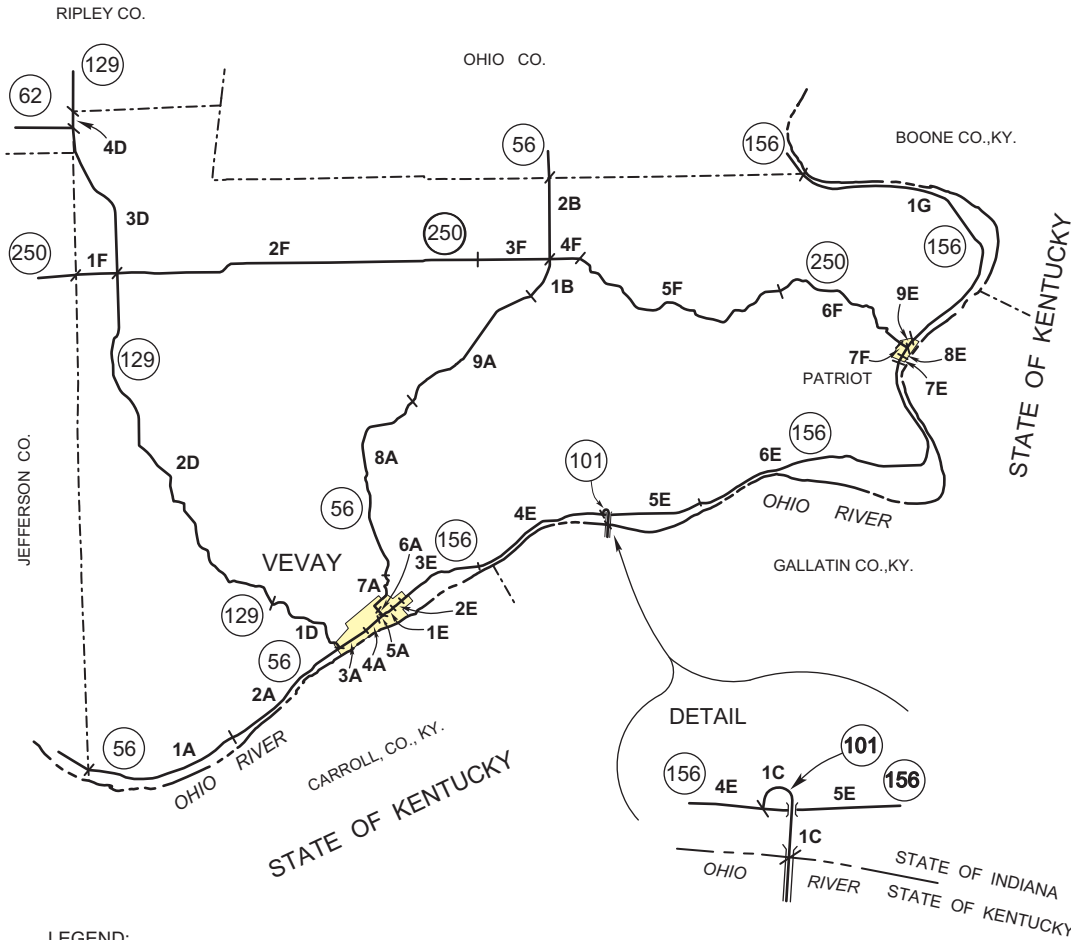 RIPLEY CO.
129
OHIO CO.
62
4D
56
156
BOONE CO.,KY.
2B
1G
3D
250
1F
2F
250
3F
4F
156
250
1B
5F
6F
9E
STATE OF KENTUCKY
129
9A
7F
8E
PATRIOT
7E
JEFFERSON CO.
2D
8A
156
101
6E
56
4E
5E
OHIO RIVER
VEVAY
6A
156
3E
GALLATIN CO.,KY.
7A
129
1D
2E
1E
5A
4A
3A
56
2A
DETAIL
56
1A
OHIO RIVER
CARROLL, CO., KY.
STATE OF KENTUCKY
101
156
4E
1C
5E
156
1C
OHIO RIVER
STATE OF INDIANA
STATE OF KENTUCKY
LEGEND: